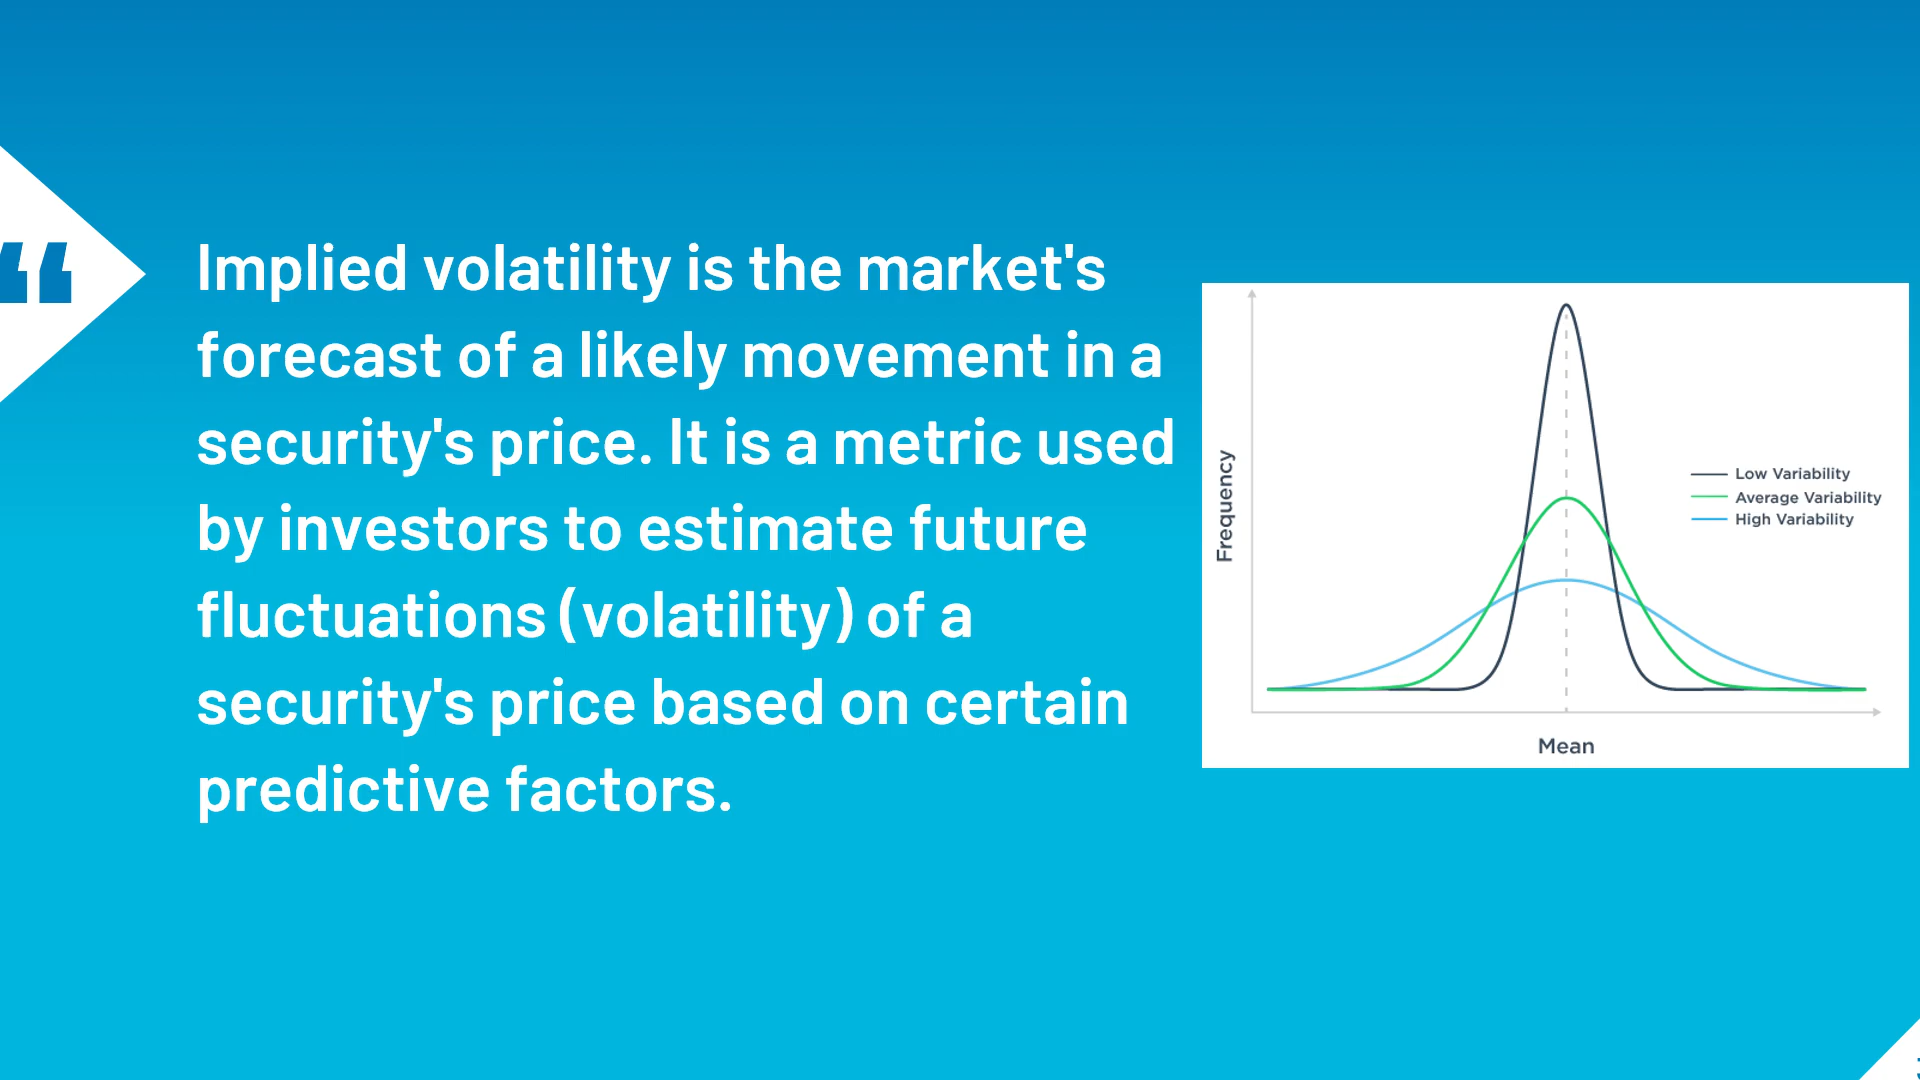 “
Implied volatility is the market's
forecast of a likely movement in a
security's price. It is a metric used
by investors to estimate future
fluctuations (volatility) of a
security's price based on certain
predictive factors.
Frequency
Low Variability
Average Variability
High Variability
Mean